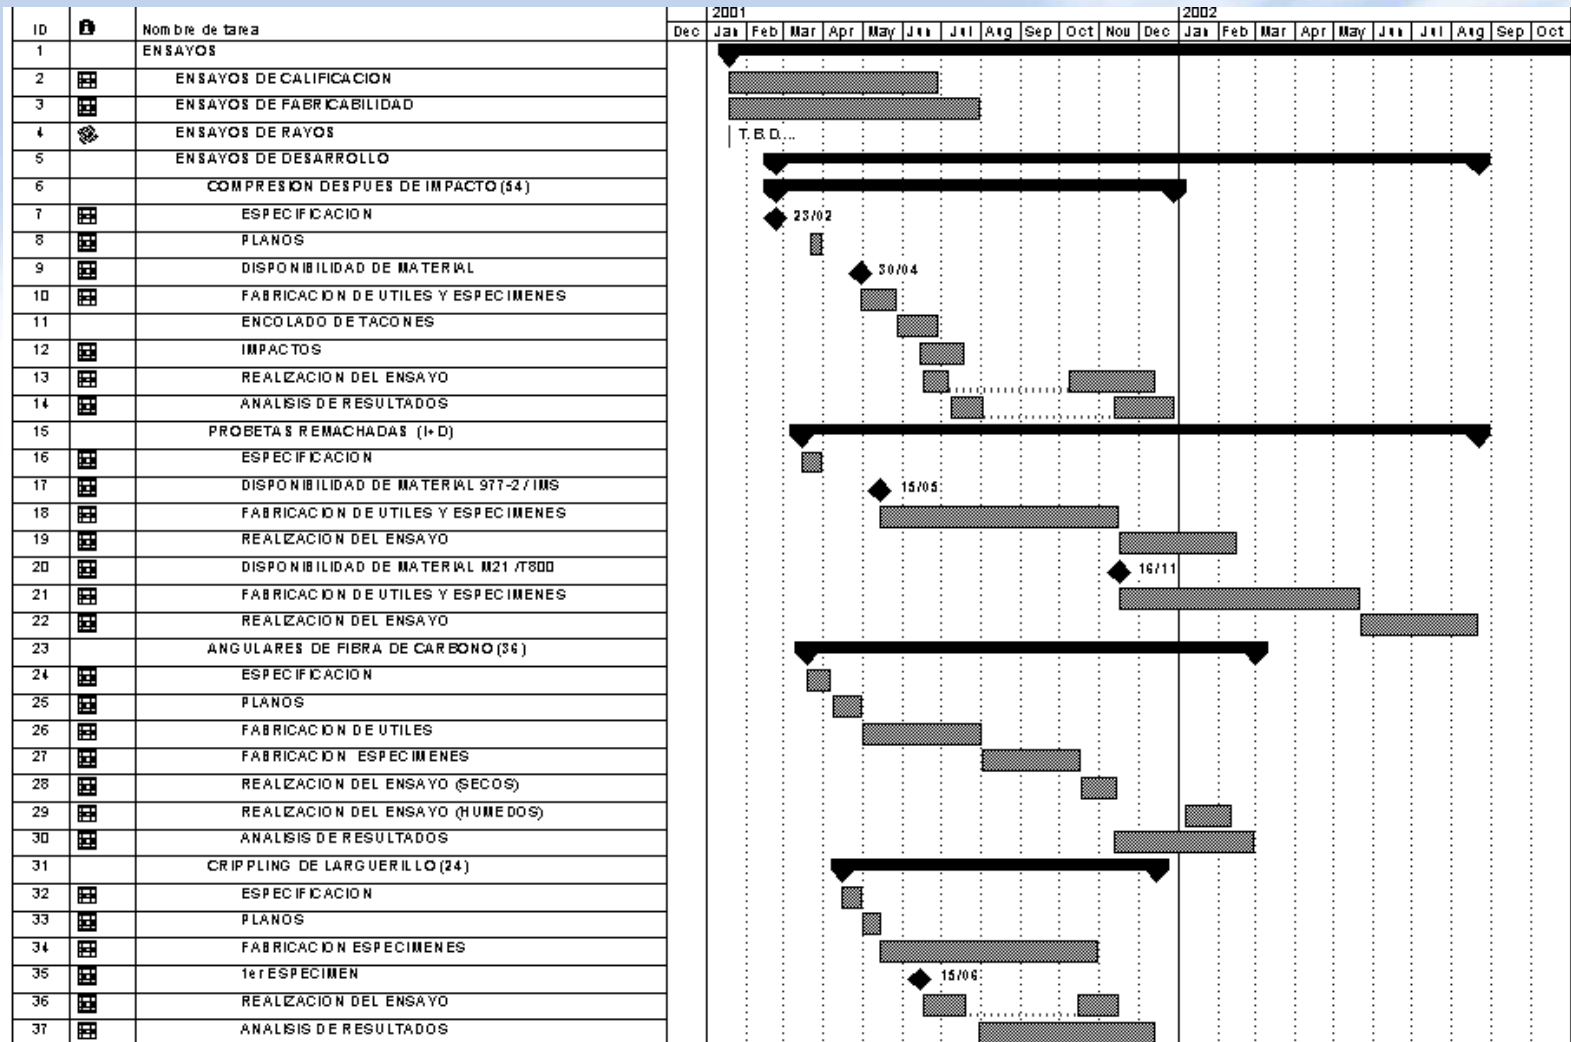 2001 2002
ID Nombre de tarea Dec Jan Feb Mar Apr May Jun Jul Aug Sep Oct Nov Dec Jan Feb Mar Apr May Jun Jul Aug Sep Oct
1 ENSAYOS
2 ENSAYOS DE CALIFICACION
3 ENSAYOS DE FABRICABILIDAD
4 ENSAYOS DE RAYOS T.B.D...
5 ENSAYOS DE DESARROLLO
6 COMPRESION DESPUES DE IMPACTO (54)
7 ESPECIFICACION 23/02
8 PLANOS
9 DISPONIBILIDAD DE MATERIAL 30/04
10 FABRICACION DE UTILES Y ESPECIMENES
11 ENCOLADO DE TACONES
12 IMPACTOS
13 REALIZACION DEL ENSAYO
14 ANALISIS DE RESULTADOS
15 PROBETAS REMACHADAS (I+D)
16 ESPECIFICACION
17 DISPONIBILIDAD DE MATERIAL 977-2 / IMS 15/05
18 FABRICACION DE UTILES Y ESPECIMENES
19 REALIZACION DEL ENSAYO
20 DISPONIBILIDAD DE MATERIAL M21 /T800 16/11
21 FABRICACION DE UTILES Y ESPECIMENES
22 REALIZACION DEL ENSAYO
23 ANGULARES DE FIBRA DE CARBONO (36)
24 ESPECIFICACION
25 PLANOS
26 FABRICACION DE UTILES
27 FABRICACION ESPECIMENES
28 REALIZACION DEL ENSAYO (SECOS)
29 REALIZACION DEL ENSAYO (HUMEDOS)
30 ANALISIS DE RESULTADOS
31 CRIPPLING DE LARGUERILLO (24)
32 ESPECIFICACION
33 PLANOS
34 FABRICACION ESPECIMENES
35 1er ESPECIMEN 15/06
36 REALIZACION DEL ENSAYO
37 ANALISIS DE RESULTADOS